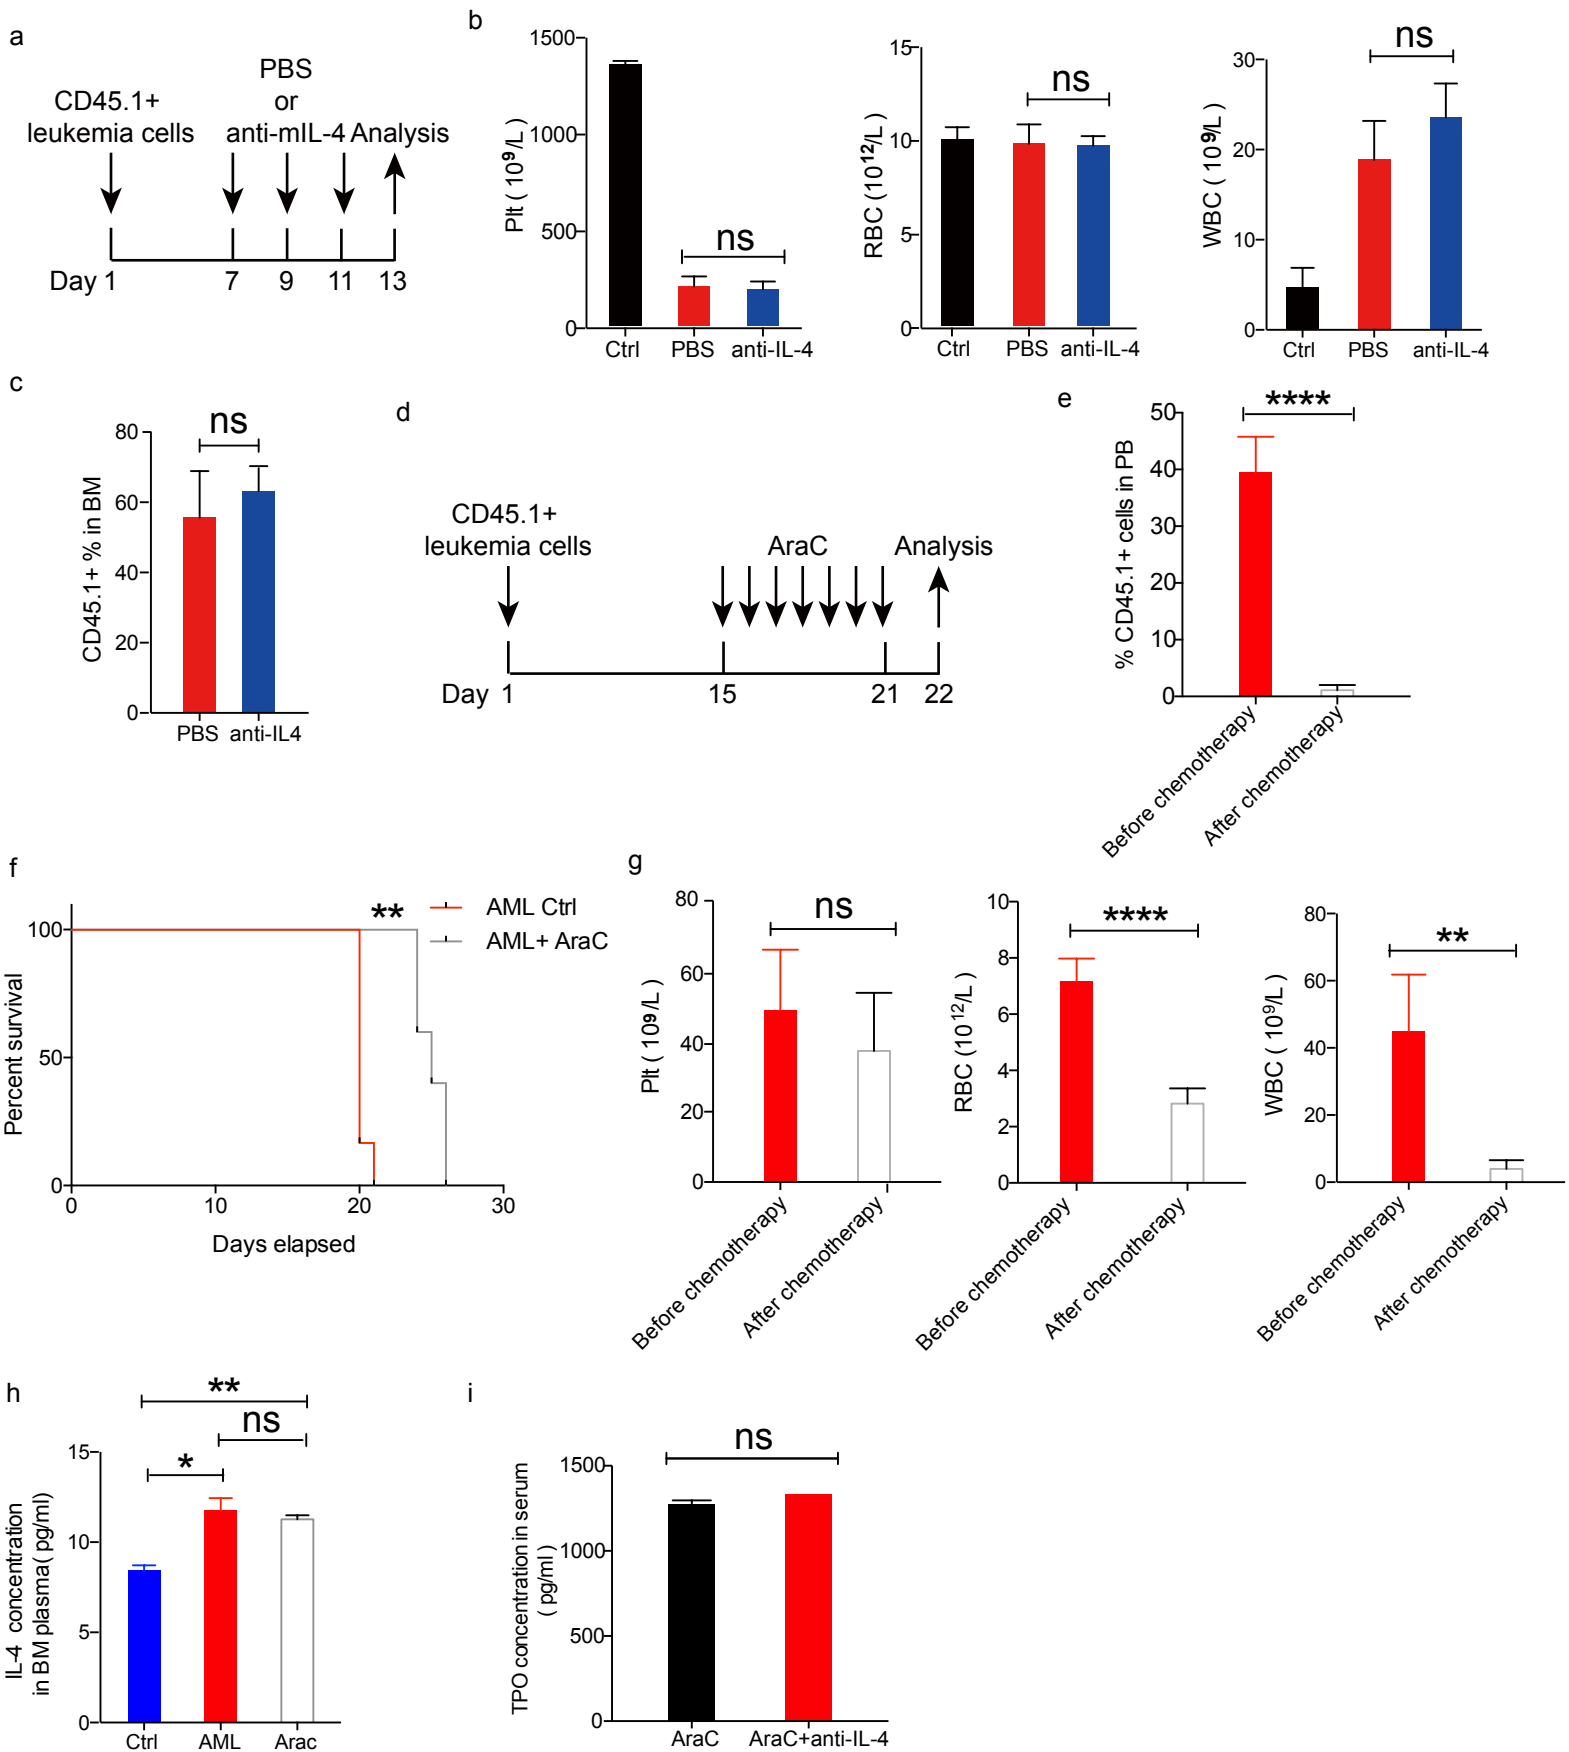 a
CD45.1+
leukemia cells
PBS
or
anti-mIL-4 Analysis
Day 1 7 9 11 13
b
Plt ( 10⁹/L )
1500
1000
500
0
ns
Ctrl PBS anti-IL-4
RBC (10¹²/L )
15
10
5
0
ns
Ctrl PBS anti-IL-4
WBC ( 10⁹/L )
30
20
10
0
ns
Ctrl PBS anti-IL-4
c
CD45.1+ % in BM
80
60
40
20
0
ns
PBS anti-IL4
d
CD45.1+
leukemia cells
AraC Analysis
Day 1 15 21 22
e
% CD45.1+ cells in PB
50
40
30
20
10
0
****
Before chemotherapy
After chemotherapy
f
Percent survival
100
50
0
**
AML Ctrl
AML+ AraC
0 10 20 30
Days elapsed
g
Plt ( 10⁹/L )
80
60
40
20
0
ns
Before chemotherapy
After chemotherapy
RBC (10¹²/L )
10
8
6
4
2
0
****
Before chemotherapy
After chemotherapy
WBC ( 10⁹/L )
80
60
40
20
0
**
Before chemotherapy
After chemotherapy
h
IL-4 concentration
in BM plasma( pg/ml)
15
10
5
0
**
ns
*
Ctrl AML Arac
i
TPO concentration in serum
( pg/ml )
1500
1000
500
0
ns
AraC AraC+anti-IL-4